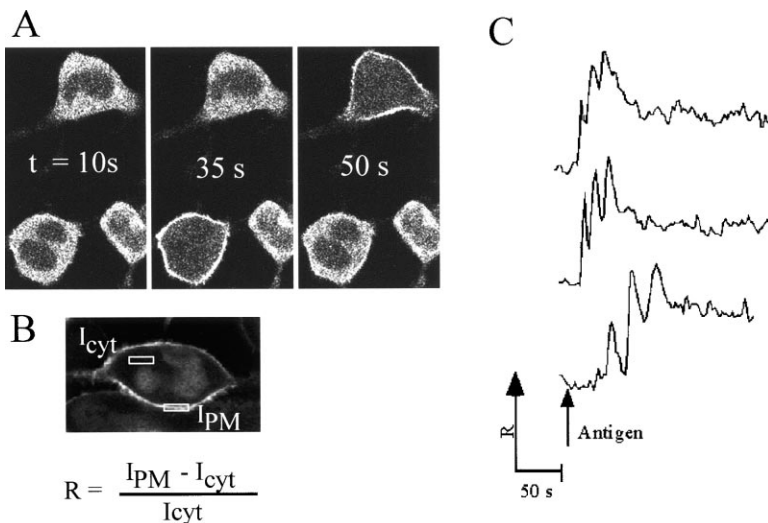 A
t = 10s
35 s
50 s
B
Icyt
IPM
R = IPM - Icyt
Icyt
C
R
Antigen
50 s